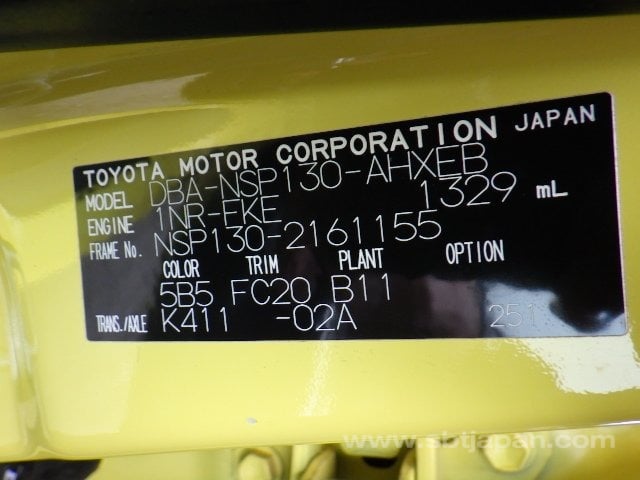 TOYOTA MOTOR CORPORATION JAPAN
MODEL DBA-NSP130-AHXEB
ENGINE 1NR-FKE 1329 mL
FRAME No. NSP130-2161155
COLOR TRIM PLANT OPTION
5B5 FC20 B11
TRANS./AXLE K411 -02A 251
www.sbtjapan.com